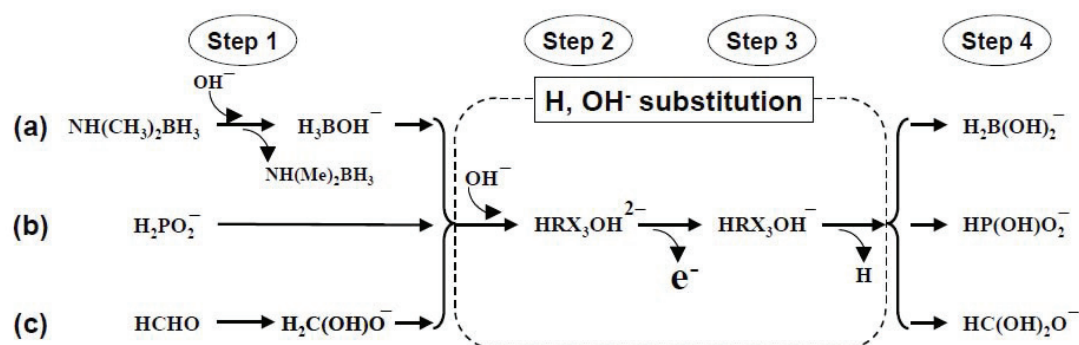 Step 1 Step 2 Step 3 Step 4
OH⁻
H, OH⁻ substitution
(a) NH(CH₃)₂BH₃ H₃BOH⁻ H₂B(OH)₂⁻
NH(Me)₂BH₃
OH⁻
(b) H₂PO₂⁻ HRX₃OH²⁻ HRX₃OH⁻ HP(OH)O₂⁻
e⁻ H
(c) HCHO H₂C(OH)O⁻ HC(OH)₂O⁻